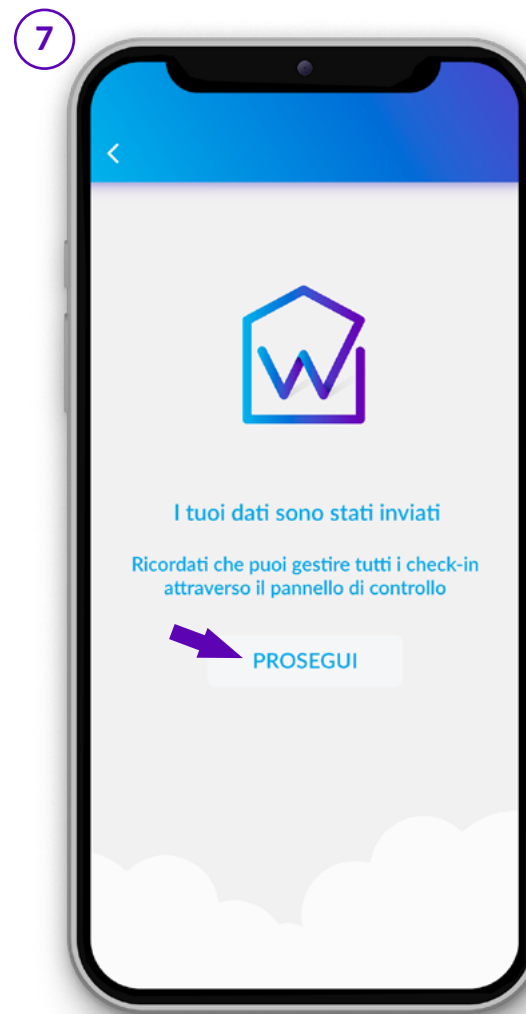 7
I tuoi dati sono stati inviati
Ricordati che puoi gestire tutti i check-in
attraverso il pannello di controllo
PROSEGUI